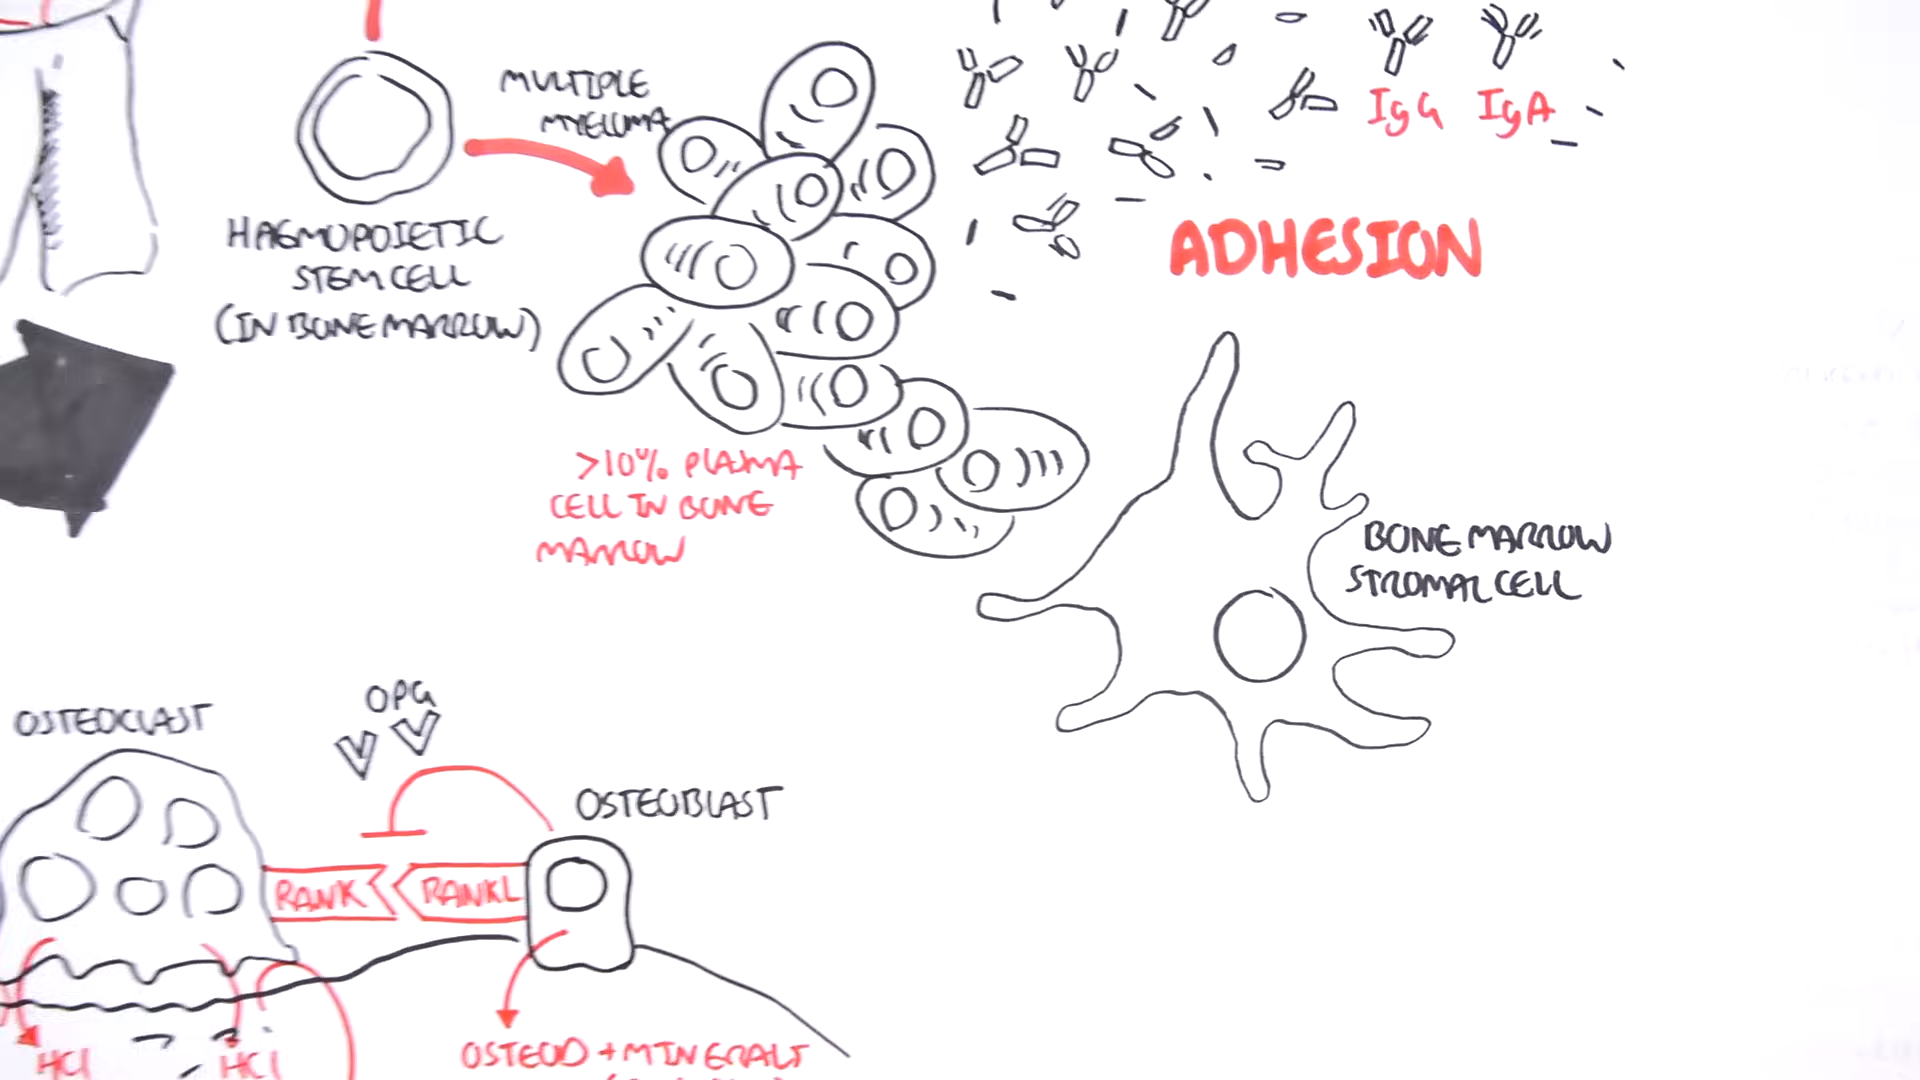 MULTIPLE
MYELOMA
IgG IgA
HAEMOPOIETIC
STEM CELL
(IN BONE MARROW)
ADHESION
>10% PLASMA
CELL IN BONE
MARROW
BONE MARROW
STROMAL CELL
OPG
OSTEOCLAST
OSTEOBLAST
RANK
RANKL
HCl
HCl
OSTEOID + MINERALS